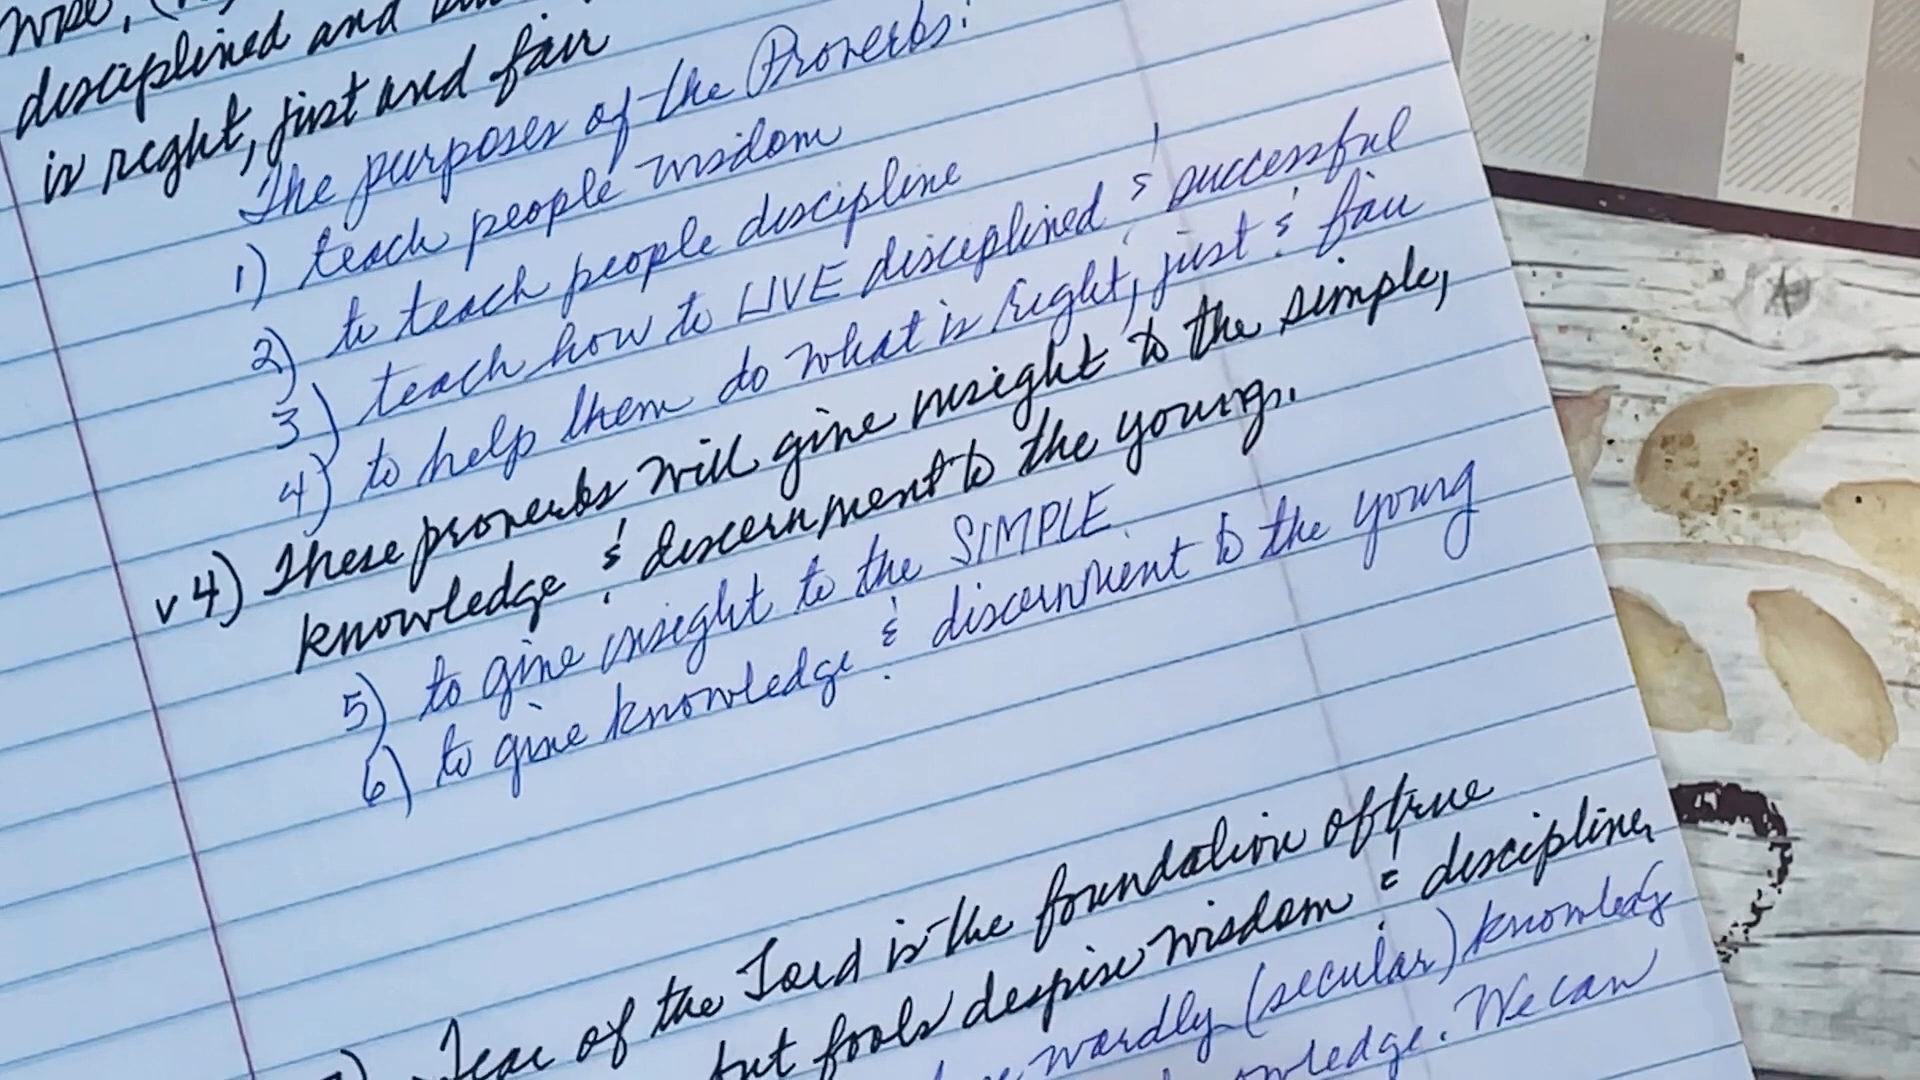 disciplined and
is right, just and fair
The purposes of the Proverbs:
1) teach people wisdom
2) to teach people discipline
3) teach how to LIVE disciplined & successful
4) to help them do what is right, just & fair
v4) These proverbs will give insight to the simple,
knowledge & discernment to the young.
5) to give insight to the SIMPLE.
6) to give knowledge & discernment to the young
Fear of the Lord is the foundation of true
but fools despise wisdom & discipline
wordly (secular) knowledg
We can